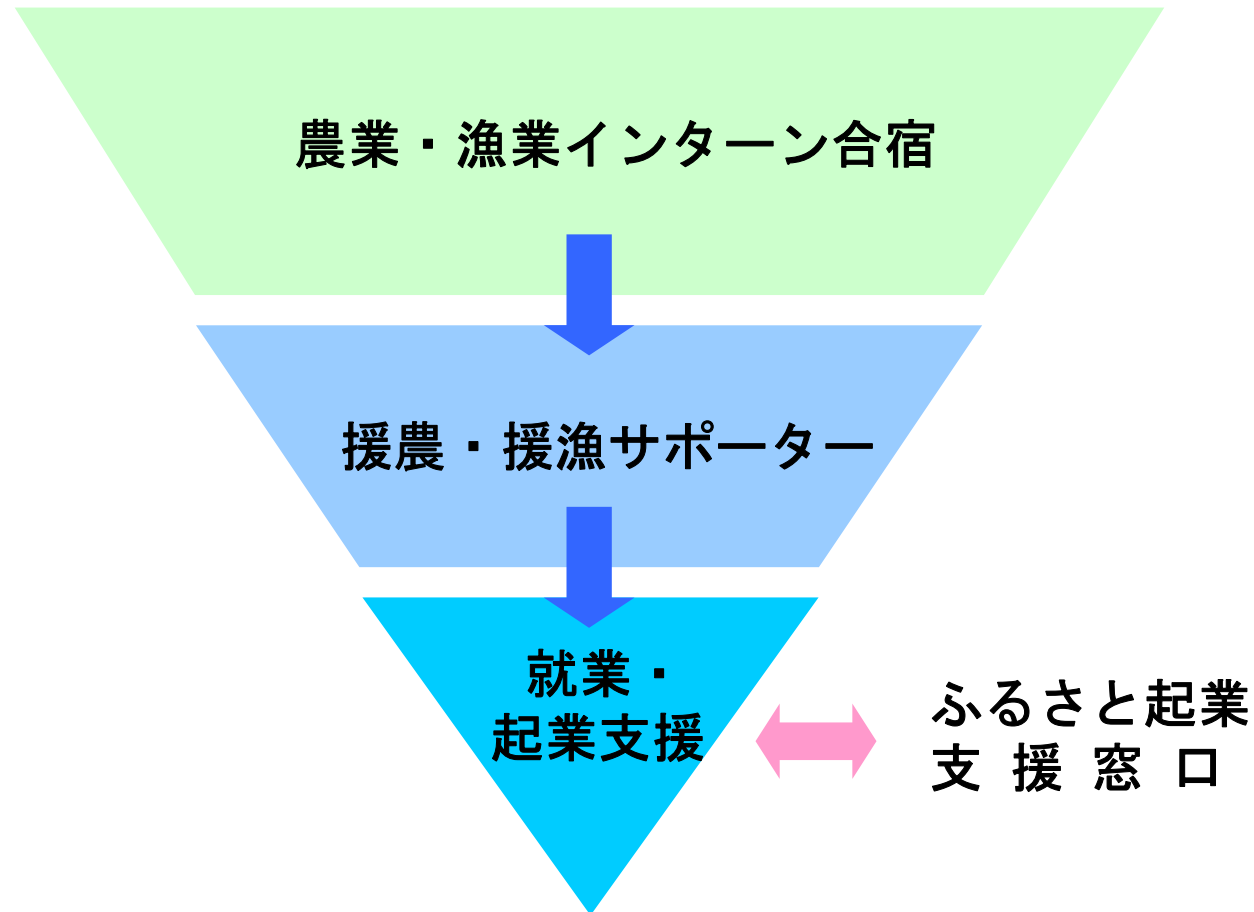 農業・漁業インターン合宿
援農・援漁サポーター
就業・
起業支援
ふるさと起業
支援窓口